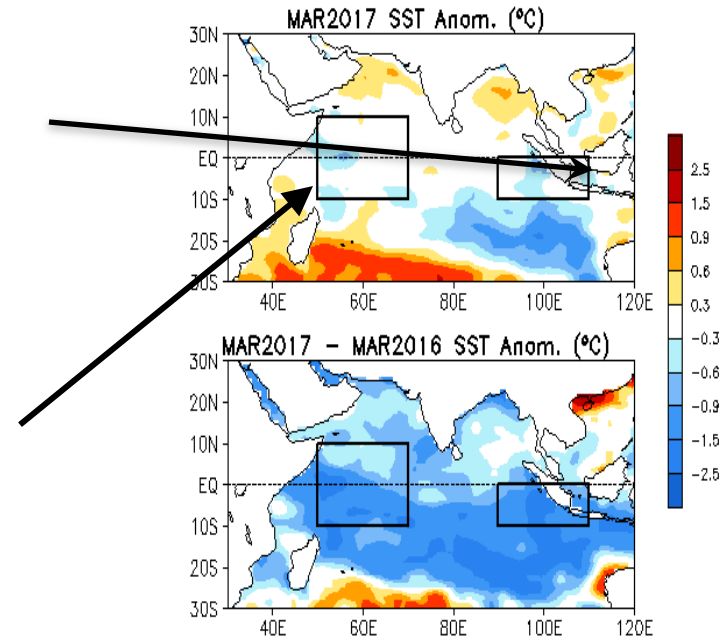 MAR2017 SST Anom. (ºC)
30N
20N
10N
EQ
10S
20S
30S
40E 60E 80E 100E 120E
MAR2017 - MAR2016 SST Anom. (ºC)
30N
20N
10N
EQ
10S
20S
30S
40E 60E 80E 100E 120E
2.5
1.5
0.9
0.6
0.3
-0.3
-0.6
-0.9
-1.5
-2.5